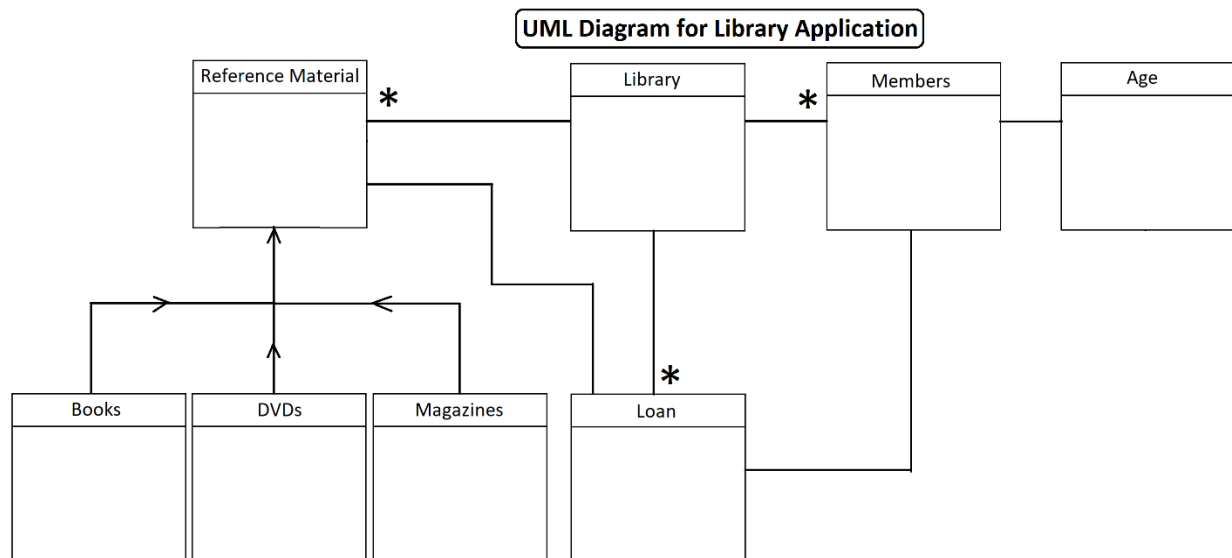 UML Diagram for Library Application
Reference Material
*
Library
*
Members
Age
*
Books
DVDs
Magazines
Loan